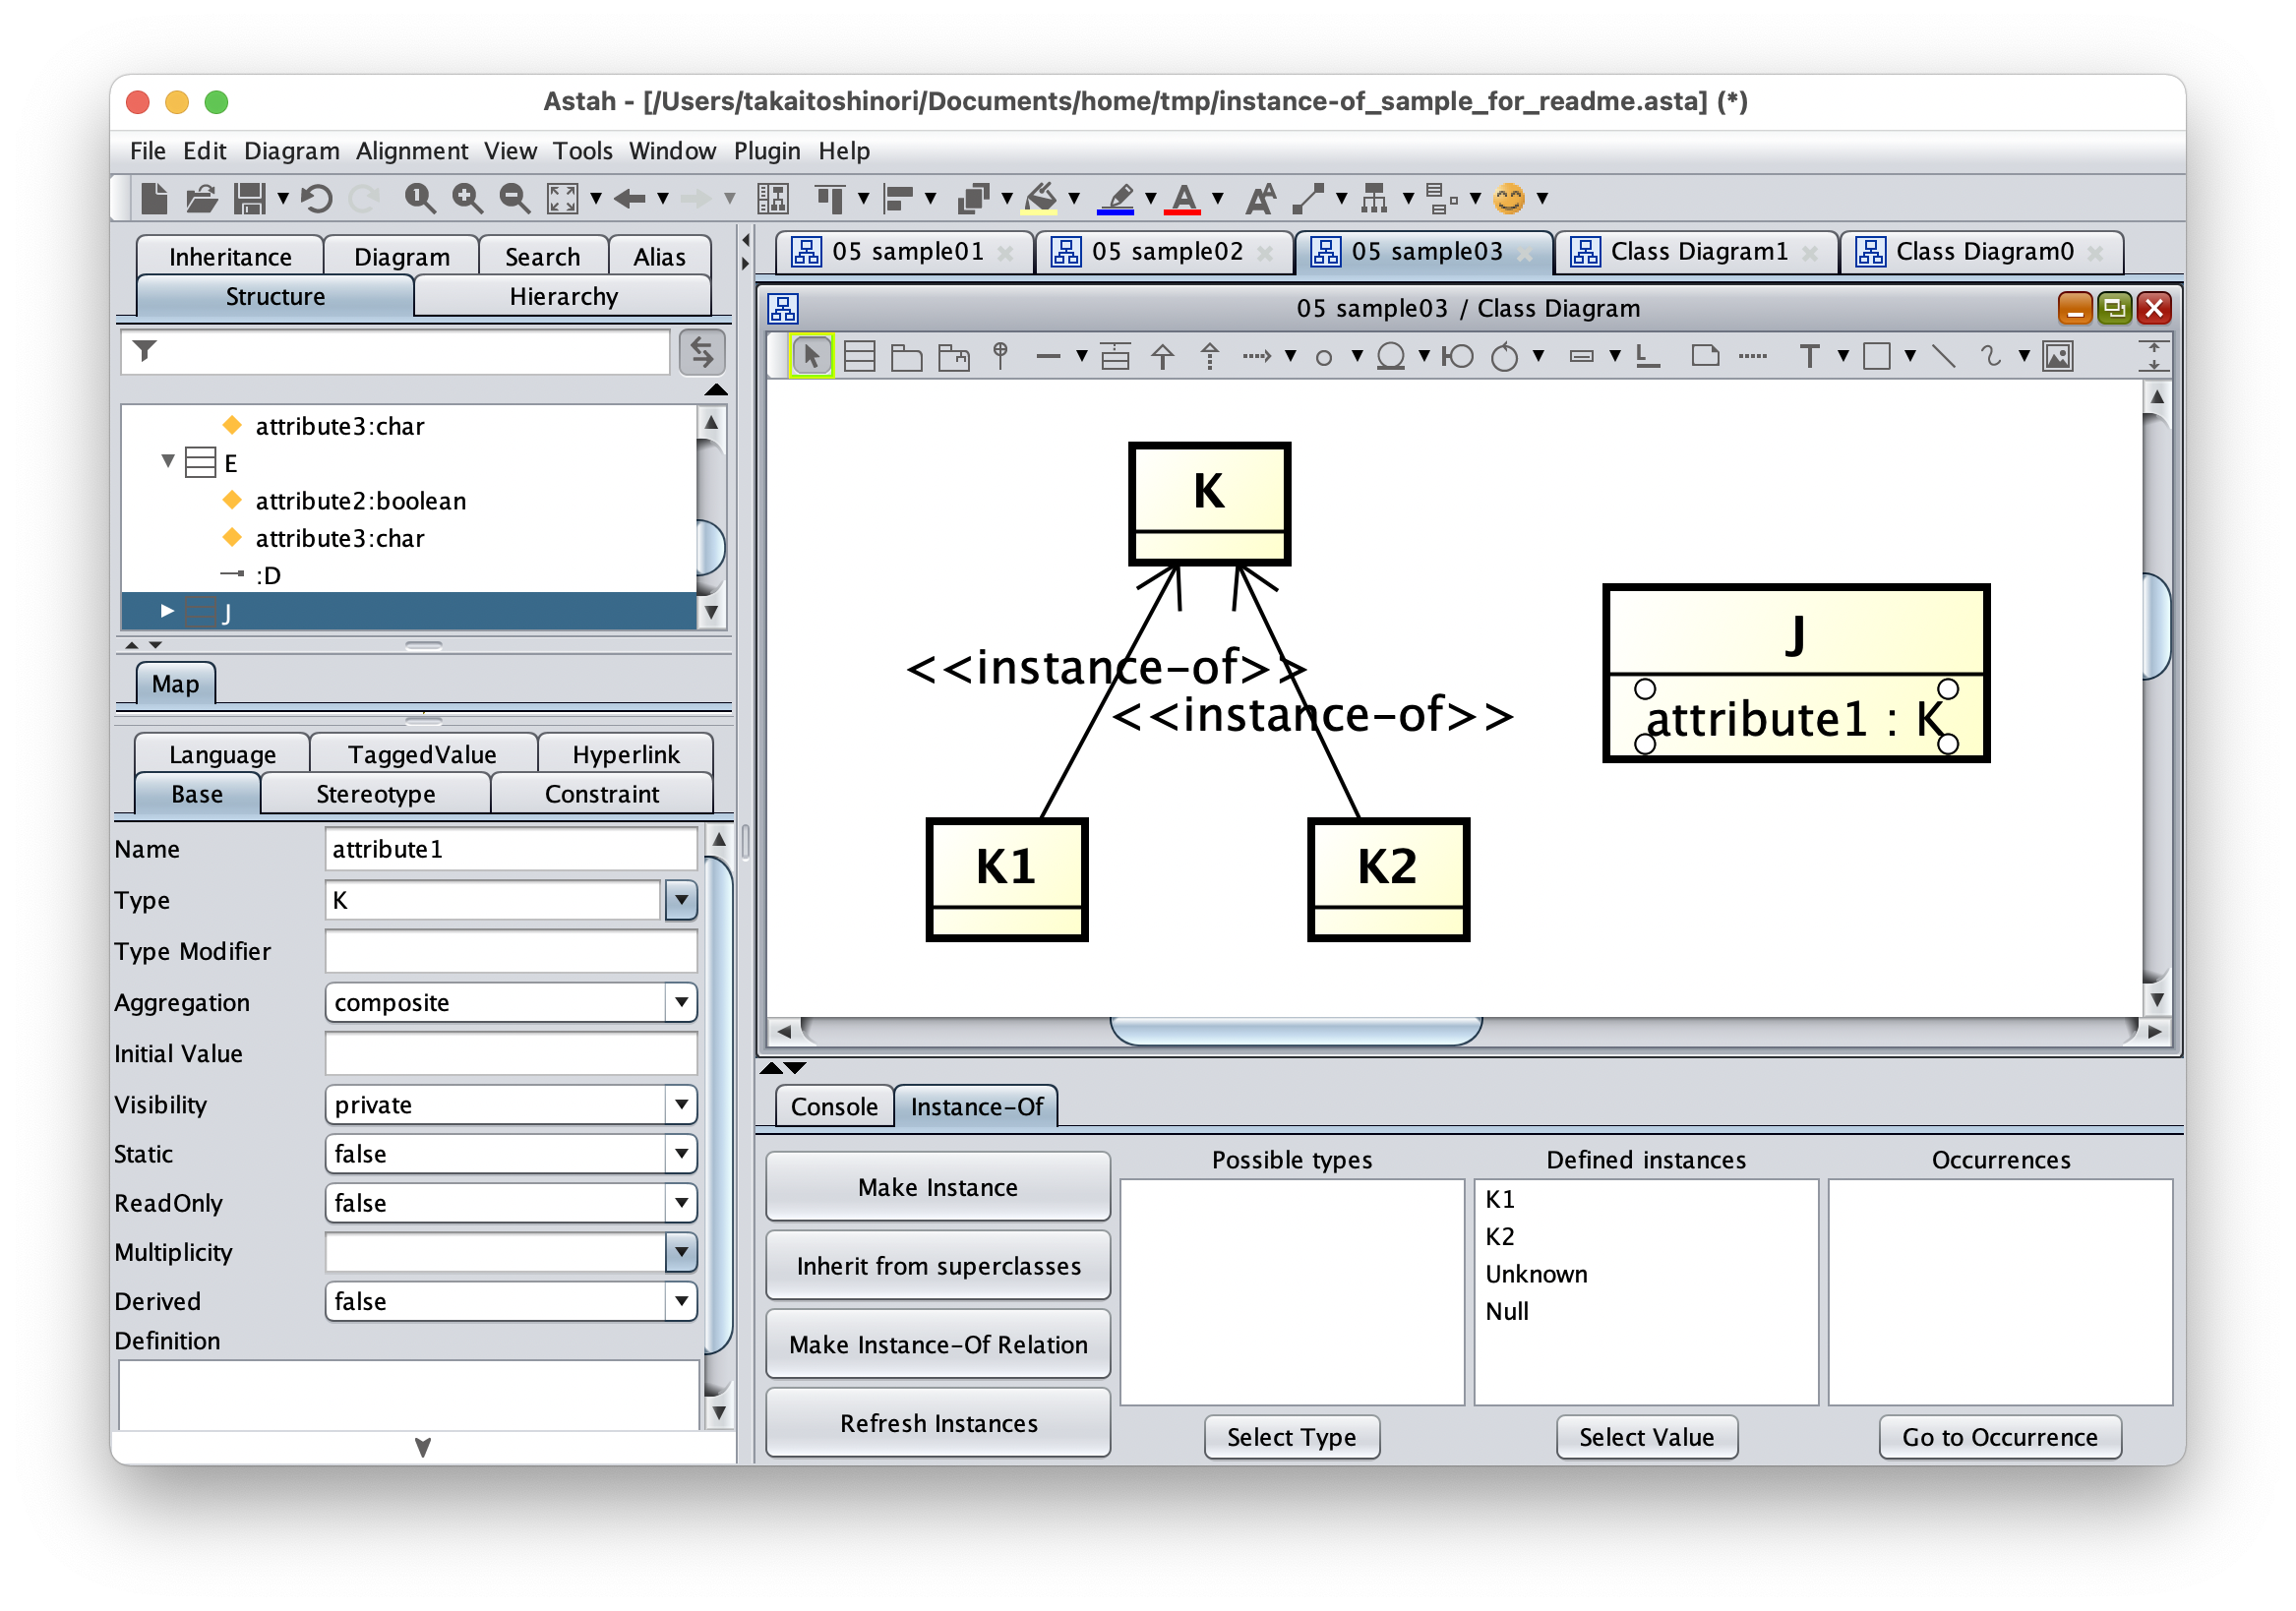 Astah - [/Users/takaitoshinori/Documents/home/tmp/instance-of_sample_for_readme.asta] (*)
File Edit Diagram Alignment View Tools Window Plugin Help
Inheritance Diagram Search Alias
Structure Hierarchy
attribute3:char
E
attribute2:boolean
attribute3:char
:D
J
Map
Language TaggedValue Hyperlink
Base Stereotype Constraint
Name attribute1
Type K
Type Modifier
Aggregation composite
Initial Value
Visibility private
Static false
ReadOnly false
Multiplicity
Derived false
Definition
05 sample01 05 sample02 05 sample03 Class Diagram1 Class Diagram0
05 sample03 / Class Diagram
K
J
attribute1 : K
<<instance-of>>
<<instance-of>>
K1
K2
Console Instance-Of
Make Instance
Inherit from superclasses
Make Instance-Of Relation
Refresh Instances
Possible types
Select Type
Defined instances
K1
K2
Unknown
Null
Select Value
Occurrences
Go to Occurrence